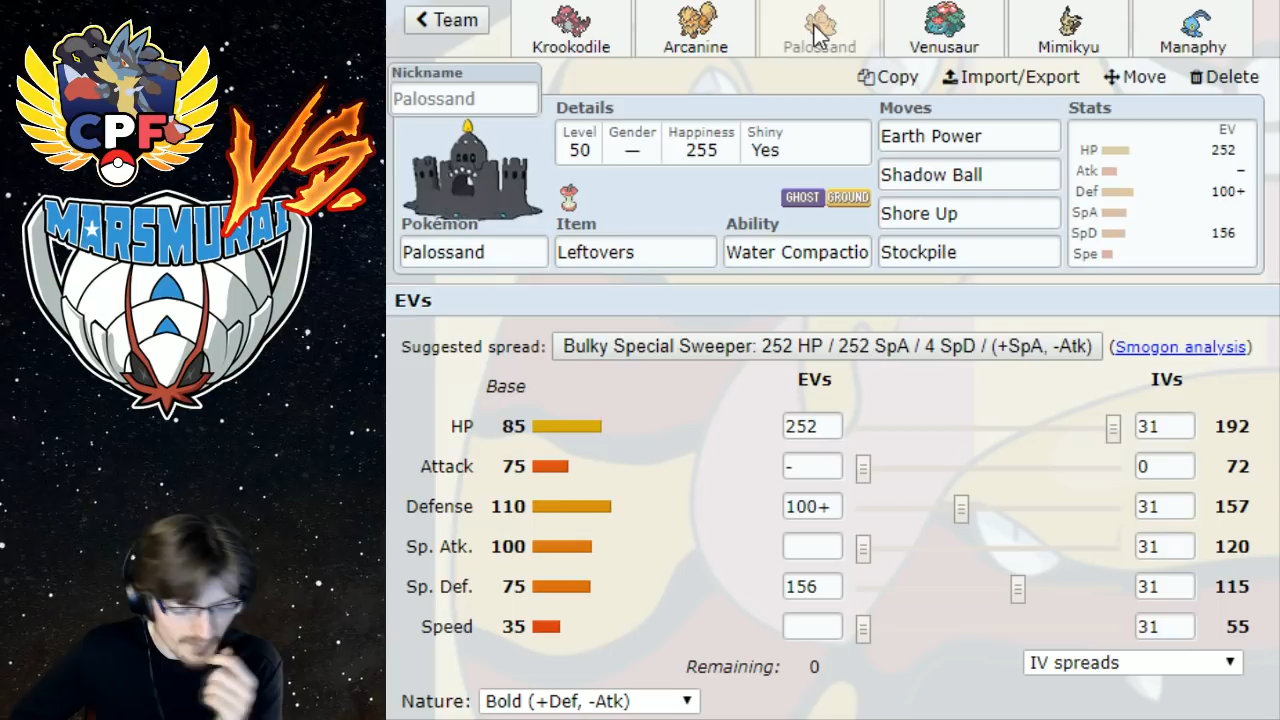 CPF
VS.
MARSMURAI
Team
Krookodile
Arcanine
Palossand
Venusaur
Mimikyu
Manaphy
Copy
Import/Export
Move
Delete
Nickname
Palossand
Pokémon
Palossand
Details
Level
50
Gender
—
Happiness
255
Shiny
Yes
GHOST
GROUND
Item
Leftovers
Ability
Water Compactio
Moves
Earth Power
Shadow Ball
Shore Up
Stockpile
Stats
EV
HP 252
Atk –
Def 100+
SpA
SpD 156
Spe
EVs
Suggested spread: Bulky Special Sweeper: 252 HP / 252 SpA / 4 SpD / (+SpA, -Atk) (Smogon analysis)
Base EVs IVs
HP 85 252 31 192
Attack 75 - 0 72
Defense 110 100+ 31 157
Sp. Atk. 100 31 120
Sp. Def. 75 156 31 115
Speed 35 31 55
Remaining: 0
IV spreads
Nature: Bold (+Def, -Atk)